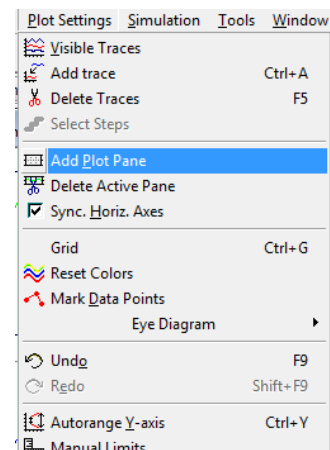 Plot Settings Simulation Tools Window
Visible Traces
Add trace Ctrl+A
Delete Traces F5
Select Steps
Add Plot Pane
Delete Active Pane
Sync. Horiz. Axes
Grid Ctrl+G
Reset Colors
Mark Data Points
Eye Diagram
Undo F9
Redo Shift+F9
Autorange Y-axis Ctrl+Y
Manual Limits